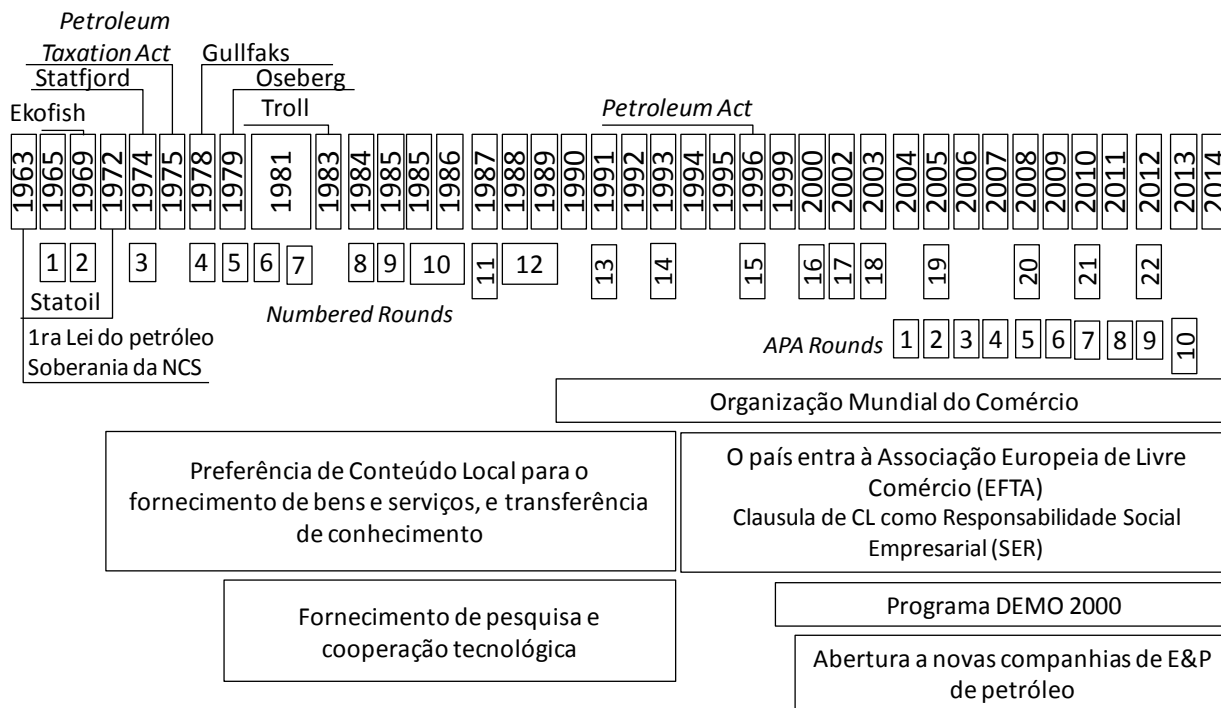 Petroleum
Taxation Act
Gullfaks
Statfjord
Oseberg
Ekofish
Troll
Petroleum Act
1963 1965 1969 1972 1974 1975 1978 1979 1981 1983 1984 1985 1985 1986 1987 1988 1989 1990 1991 1992 1993 1994 1995 1996 1999 2000 2002 2003 2004 2005 2006 2007 2008 2009 2010 2011 2012 2013 2014
1 2 3 4 5 6 7 8 9 10 11 12 13 14 15 16 17 18 19 20 21 22
Statoil
Numbered Rounds
1ra Lei do petróleo
Soberania da NCS
APA Rounds 1 2 3 4 5 6 7 8 9 10
Organização Mundial do Comércio
Preferência de Conteúdo Local para o
fornecimento de bens e serviços, e transferência
de conhecimento
O país entra à Associação Europeia de Livre
Comércio (EFTA)
Clausula de CL como Responsabilidade Social
Empresarial (SER)
Fornecimento de pesquisa e
cooperação tecnológica
Programa DEMO 2000
Abertura a novas companhias de E&P
de petróleo